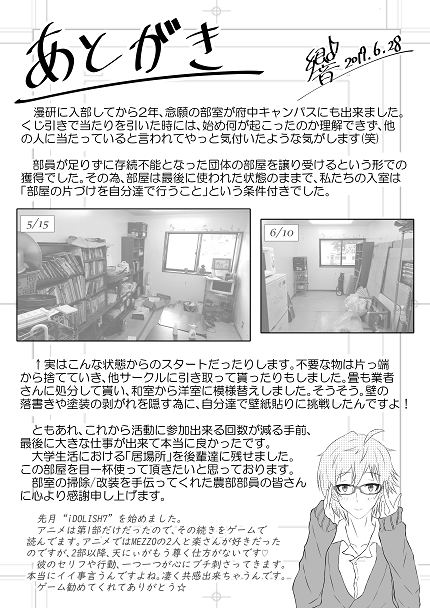 あとがき
響 2019.6.28
漫研に入部してから2年、念願の部室が府中キャンパスにも出来ました。
くじ引きで当たりを引いた時には、始め何が起こったのか理解できず、他
の人に当たっていると言われてやっと気付いたような気がします(笑)
部員が足りずに存続不能となった団体の部屋を譲り受けるという形での
獲得でした。その為、部屋は最後に使われた状態のままで、私たちの入室は
「部屋の片づけを自分達で行うこと」という条件付きでした。
5/15
6/10
↑実はこんな状態からのスタートだったりします。不要な物は片っ端
から捨てていき、他サークルに引き取って貰ったりもしました。畳も業者
さんに処分して貰い、和室から洋室に模様替えしました。そうそう。壁の
落書きや塗装の剥がれを隠す為に、自分達で壁紙貼りに挑戦したんですよ！
ともあれ、これから活動に参加出来る回数が減る手前、
最後に大きな仕事が出来て本当に良かったです。
大学生活における「居場所」を後輩達に残せました。
この部屋を目一杯使って頂きたいと思っております。
部室の掃除/改装を手伝ってくれた農部部員の皆さん
に心より感謝申し上げます。
先月“iDOLISH7”を始めました。
アニメは第1部だけだったので、その続きをゲームで
読んでます。アニメではMEZZOの2人と楽さんが好きだった
のですが、2部以降、天にぃがもう尊く仕方がないです♡
彼のセリフや行動、一つ一つが心にブチ刺さってきます。
本当にイイ事言うんですよね。凄く共感出来ちゃうんです。
ゲーム勧めてくれてありがとう☆